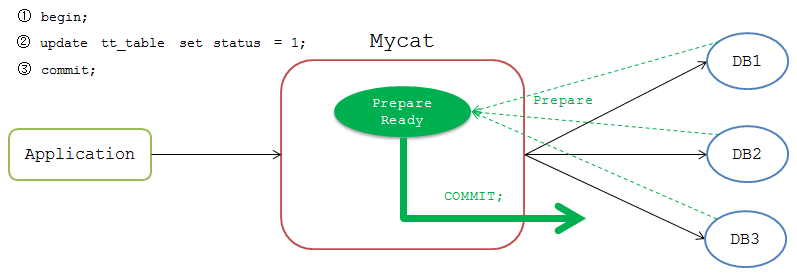 ① begin;
② update tt_table set status = 1;
③ commit;
Mycat
Application
Prepare
Ready
Prepare
COMMIT;
DB1
DB2
DB3